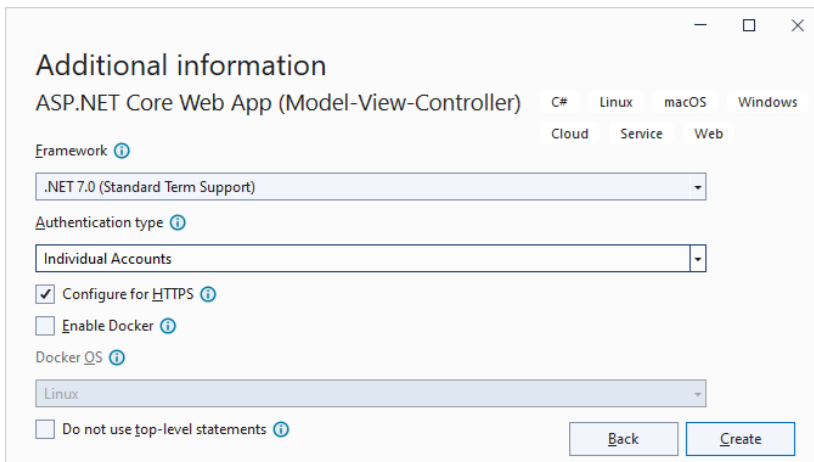 Additional information
ASP.NET Core Web App (Model-View-Controller) C# Linux macOS Windows
Cloud Service Web
Framework
.NET 7.0 (Standard Term Support)
Authentication type
Individual Accounts
Configure for HTTPS
Enable Docker
Docker OS
Linux
Do not use top-level statements
Back Create